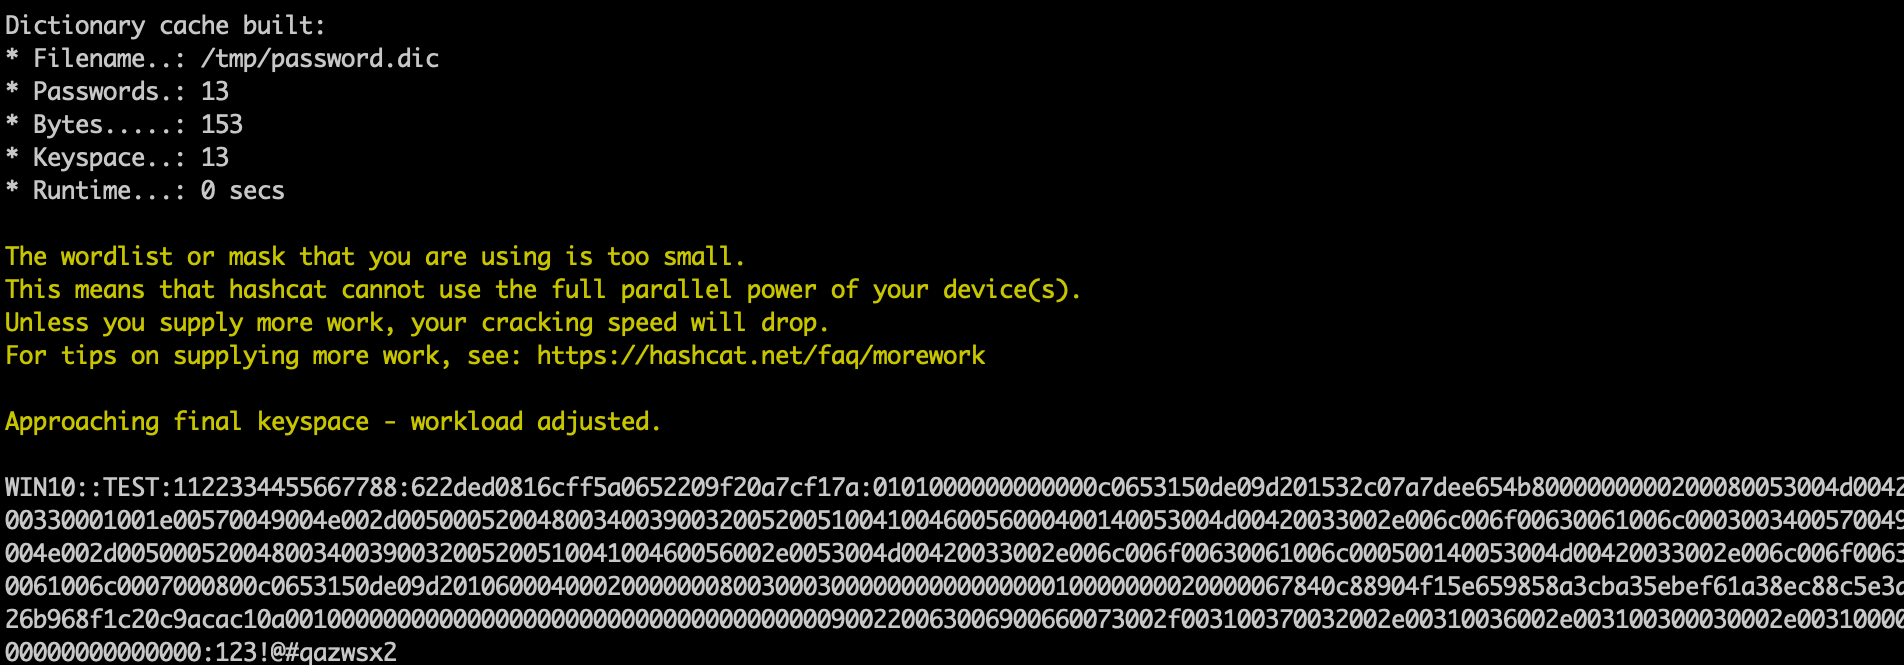 Dictionary cache built:
* Filename..: /tmp/password.dic
* Passwords.: 13
* Bytes.....: 153
* Keyspace..: 13
* Runtime...: 0 secs
The wordlist or mask that you are using is too small.
This means that hashcat cannot use the full parallel power of your device(s).
Unless you supply more work, your cracking speed will drop.
For tips on supplying more work, see: https://hashcat.net/faq/morework
Approaching final keyspace - workload adjusted.
WIN10::TEST:1122334455667788:622ded0816cff5a0652209f20a7cf17a:0101000000000000c0653150de09d201532c07a7dee654b8000000000200080053004d0042
00330001001e00570049004e002d00500052004800340039003200520051004100460056000400140053004d00420033002e006c006f00630061006c0003003400570049
004e002d00500052004800340039003200520051004100460056002e0053004d00420033002e006c006f00630061006c000500140053004d00420033002e006c006f0063
0061006c0007000800c0653150de09d2010600040002000000080030003000000000000000010000000020000067840c88904f15e659858a3cba35ebef61a38ec88c5e3d
26b968f1c20c9acac10a001000000000000000000000000000000000000900220063006900660073002f003100370032002e00310036002e003100300030002e00310000
00000000000000:123!@#qazwsx2